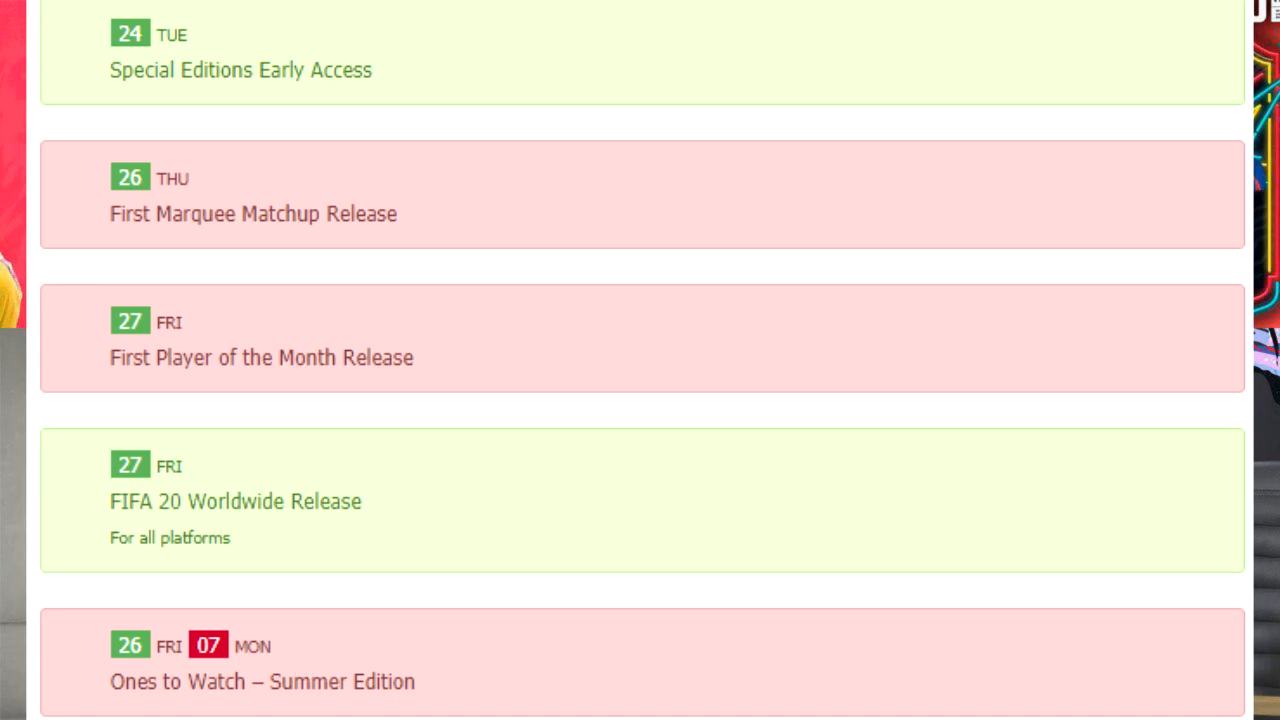 24 TUE
Special Editions Early Access
26 THU
First Marquee Matchup Release
27 FRI
First Player of the Month Release
27 FRI
FIFA 20 Worldwide Release
For all platforms
26 FRI 07 MON
Ones to Watch – Summer Edition